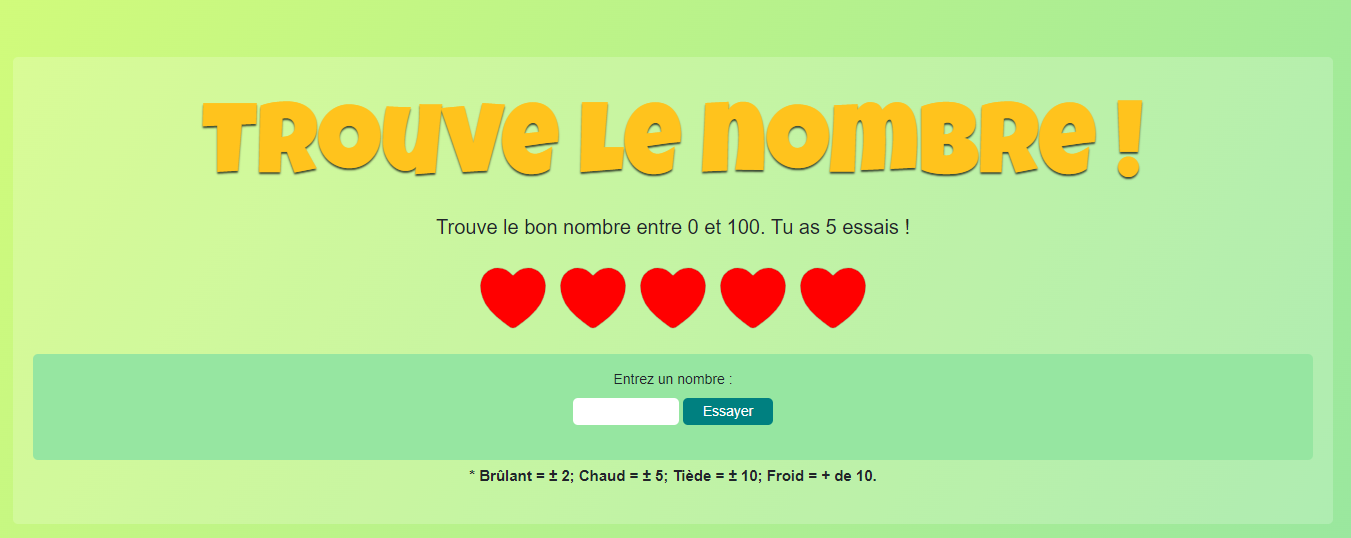 Trouve le nombre !
Trouve le bon nombre entre 0 et 100. Tu as 5 essais !
Entrez un nombre :
Essayer
* Brûlant = ± 2; Chaud = ± 5; Tiède = ± 10; Froid = + de 10.